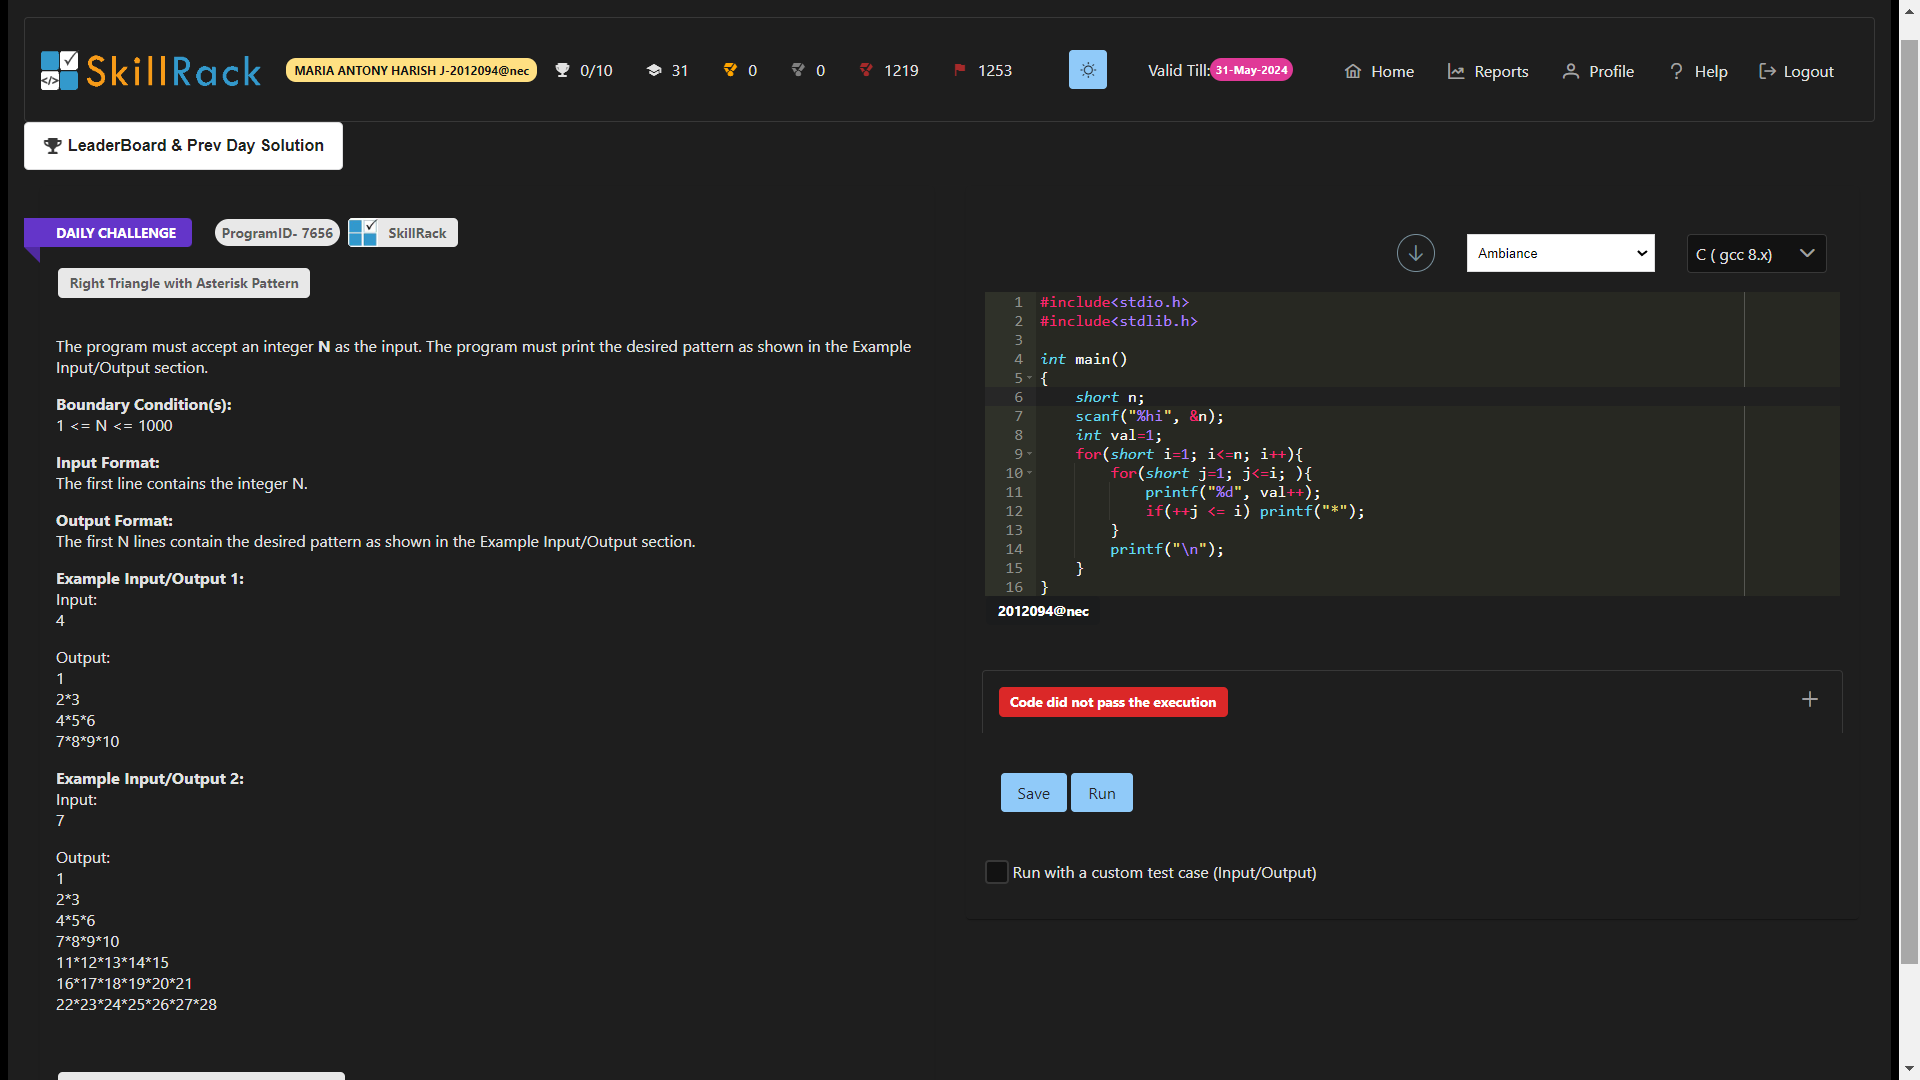 SkillRack
MARIA ANTONY HARISH J-2012094@nec
0/10
31
0
0
1219
1253
Valid Till:31-May-2024
Home
Reports
Profile
Help
Logout
LeaderBoard & Prev Day Solution
DAILY CHALLENGE
ProgramID- 7656
SkillRack
Right Triangle with Asterisk Pattern
The program must accept an integer N as the input. The program must print the desired pattern as shown in the Example
Input/Output section.
Boundary Condition(s):
1 <= N <= 1000
Input Format:
The first line contains the integer N.
Output Format:
The first N lines contain the desired pattern as shown in the Example Input/Output section.
Example Input/Output 1:
Input:
4
Output:
1
2*3
4*5*6
7*8*9*10
Example Input/Output 2:
Input:
7
Output:
1
2*3
4*5*6
7*8*9*10
11*12*13*14*15
16*17*18*19*20*21
22*23*24*25*26*27*28
Ambiance
C ( gcc 8.x)
1 #include<stdio.h>
2 #include<stdlib.h>
3
4 int main()
5 {
6 short n;
7 scanf("%hi", &n);
8 int val=1;
9 for(short i=1; i<=n; i++){
10 for(short j=1; j<=i; ){
11 printf("%d", val++);
12 if(++j <= i) printf("*");
13 }
14 printf("\n");
15 }
16 }
2012094@nec
Code did not pass the execution
Save
Run
Run with a custom test case (Input/Output)